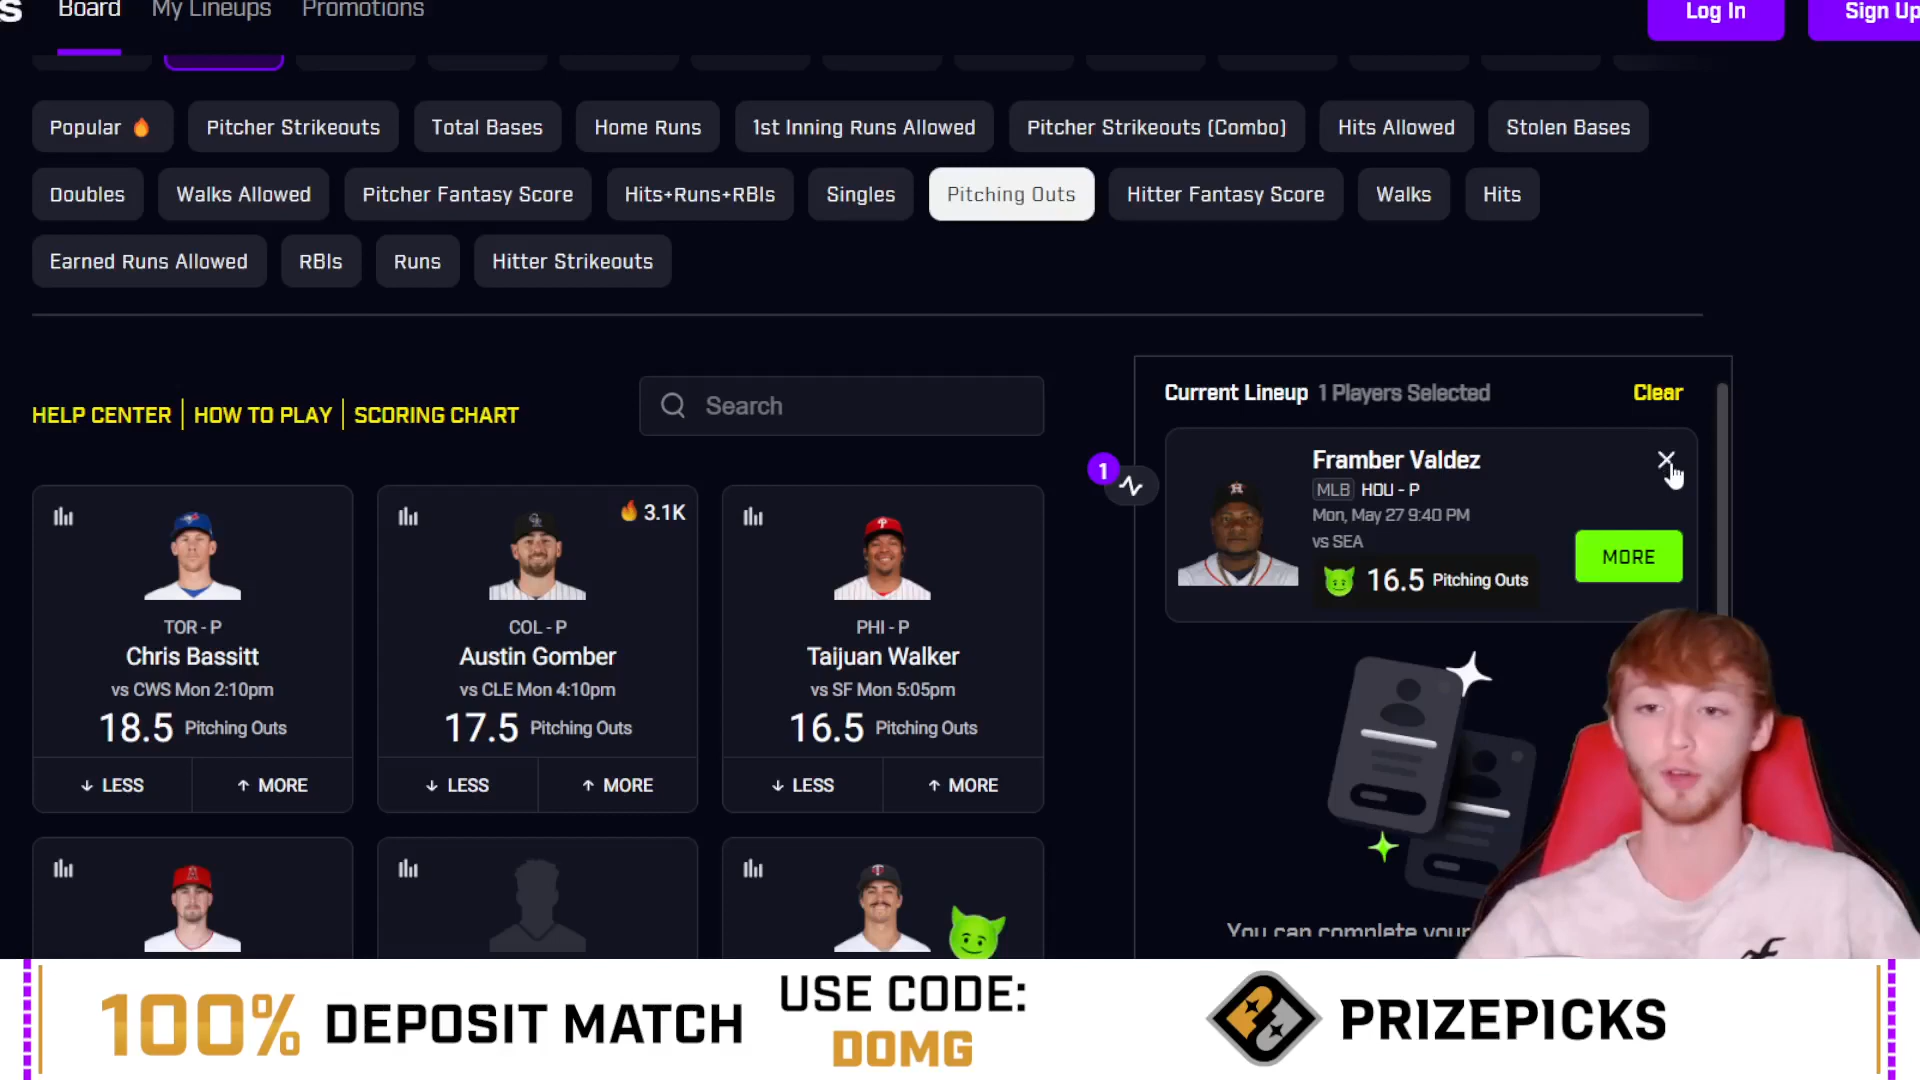 Board My Lineups Promotions Log In
Popular Pitcher Strikeouts Total Bases Home Runs 1st Inning Runs Allowed Pitcher Strikeouts (Combo) Hits Allowed Stolen Bases
Doubles Walks Allowed Pitcher Fantasy Score Hits+Runs+RBIs Singles Pitching Outs Hitter Fantasy Score Walks Hits
Earned Runs Allowed RBIs Runs Hitter Strikeouts
HELP CENTER HOW TO PLAY SCORING CHART
Search
3.1K
TOR - P
Chris Bassitt
vs CWS Mon 2:10pm
18.5 Pitching Outs
LESS MORE
COL - P
Austin Gomber
vs CLE Mon 4:10pm
17.5 Pitching Outs
LESS MORE
PHI - P
Taijuan Walker
vs SF Mon 5:05pm
16.5 Pitching Outs
LESS MORE
Current Lineup 1 Players Selected Clear
1
Framber Valdez
MLB HOU - P
Mon, May 27 9:40 PM
vs SEA
16.5 Pitching Outs
MORE
You can complete your
100% DEPOSIT MATCH
USE CODE:
DOMG
PRIZEPICKS